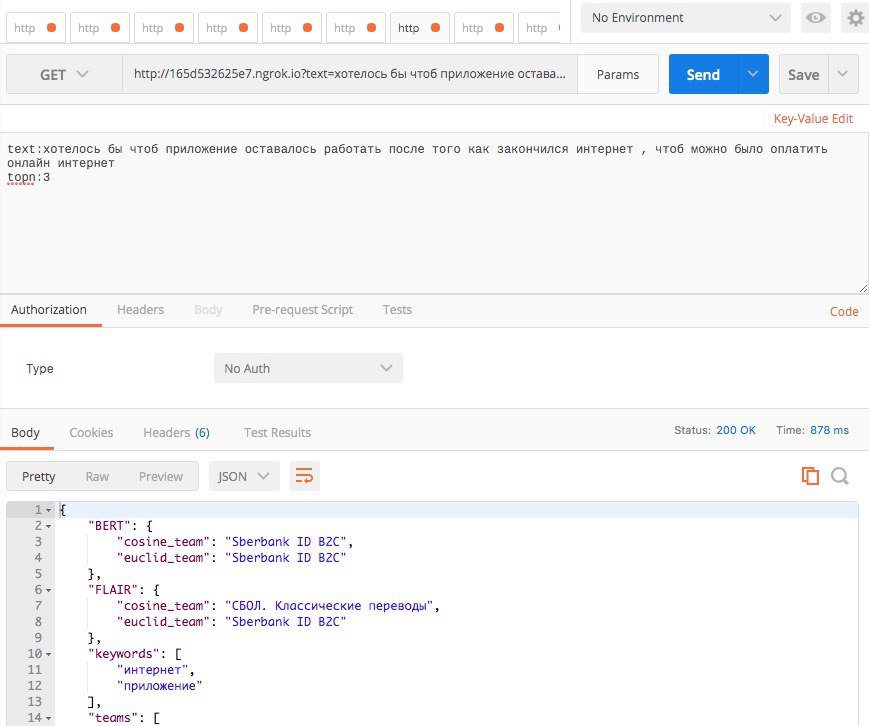 http http http http http http http http http
No Environment
GET http://165d532625e7.ngrok.io?text=хотелось бы чтоб приложение остава... Params Send Save
Key-Value Edit
text:хотелось бы чтоб приложение оставалось работать после того как закончился интернет , чтоб можно было оплатить
онлайн интернет
topn:3
Authorization Headers Body Pre-request Script Tests Code
Type No Auth
Body Cookies Headers (6) Test Results Status: 200 OK Time: 878 ms
Pretty Raw Preview JSON
1 {
2 "BERT": {
3 "cosine_team": "Sberbank ID B2C",
4 "euclid_team": "Sberbank ID B2C"
5 },
6 "FLAIR": {
7 "cosine_team": "СБОЛ. Классические переводы",
8 "euclid_team": "Sberbank ID B2C"
9 },
10 "keywords": [
11 "интернет",
12 "приложение"
13 ],
14 "teams": [